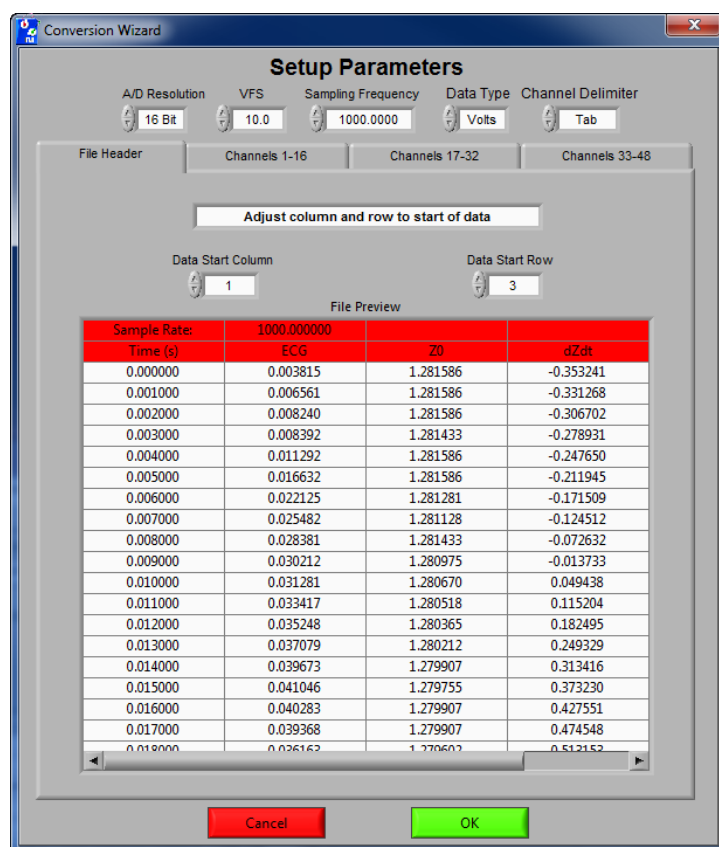 Conversion Wizard
Setup Parameters
A/D Resolution VFS Sampling Frequency Data Type Channel Delimiter
16 Bit 10.0 1000.0000 Volts Tab
File Header Channels 1-16 Channels 17-32 Channels 33-48
Adjust column and row to start of data
Data Start Column Data Start Row
1 3
File Preview
Sample Rate: 1000.000000
Time (s) ECG Z0 dZdt
0.000000 0.003815 1.281586 -0.353241
0.001000 0.006561 1.281586 -0.331268
0.002000 0.008240 1.281586 -0.306702
0.003000 0.008392 1.281433 -0.278931
0.004000 0.011292 1.281586 -0.247650
0.005000 0.016632 1.281586 -0.211945
0.006000 0.022125 1.281281 -0.171509
0.007000 0.025482 1.281128 -0.124512
0.008000 0.028381 1.281433 -0.072632
0.009000 0.030212 1.280975 -0.013733
0.010000 0.031281 1.280670 0.049438
0.011000 0.033417 1.280518 0.115204
0.012000 0.035248 1.280365 0.182495
0.013000 0.037079 1.280212 0.249329
0.014000 0.039673 1.279907 0.313416
0.015000 0.041046 1.279755 0.373230
0.016000 0.040283 1.279907 0.427551
0.017000 0.039368 1.279907 0.474548
0.018000 0.036163 1.279602 0.513153
Cancel OK